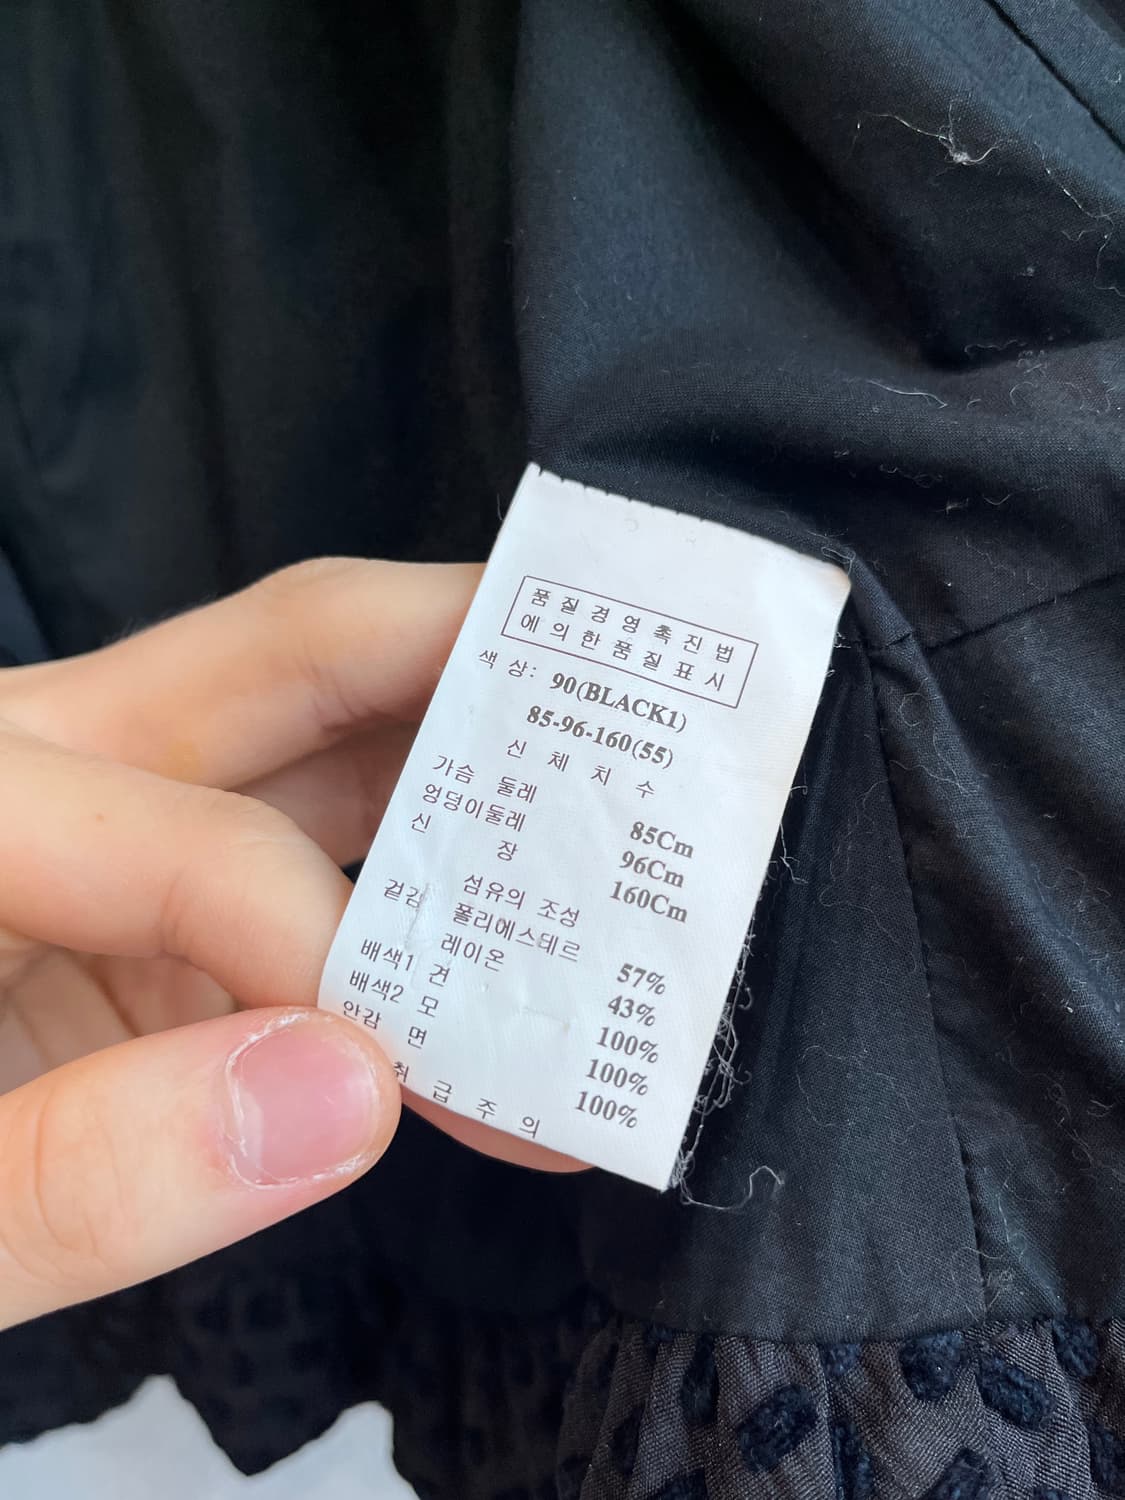 품질경영촉진법
에의한품질표시
색상: 90(BLACK1)
85-96-160(55)
신 체 치 수
가슴 둘레 85Cm
엉덩이둘레 96Cm
신 장 160Cm
섬유의 조성
겉감 폴리에스테르 57%
레이온 43%
배색1 견 100%
배색2 모 100%
안감 면 100%
취 급 주 의